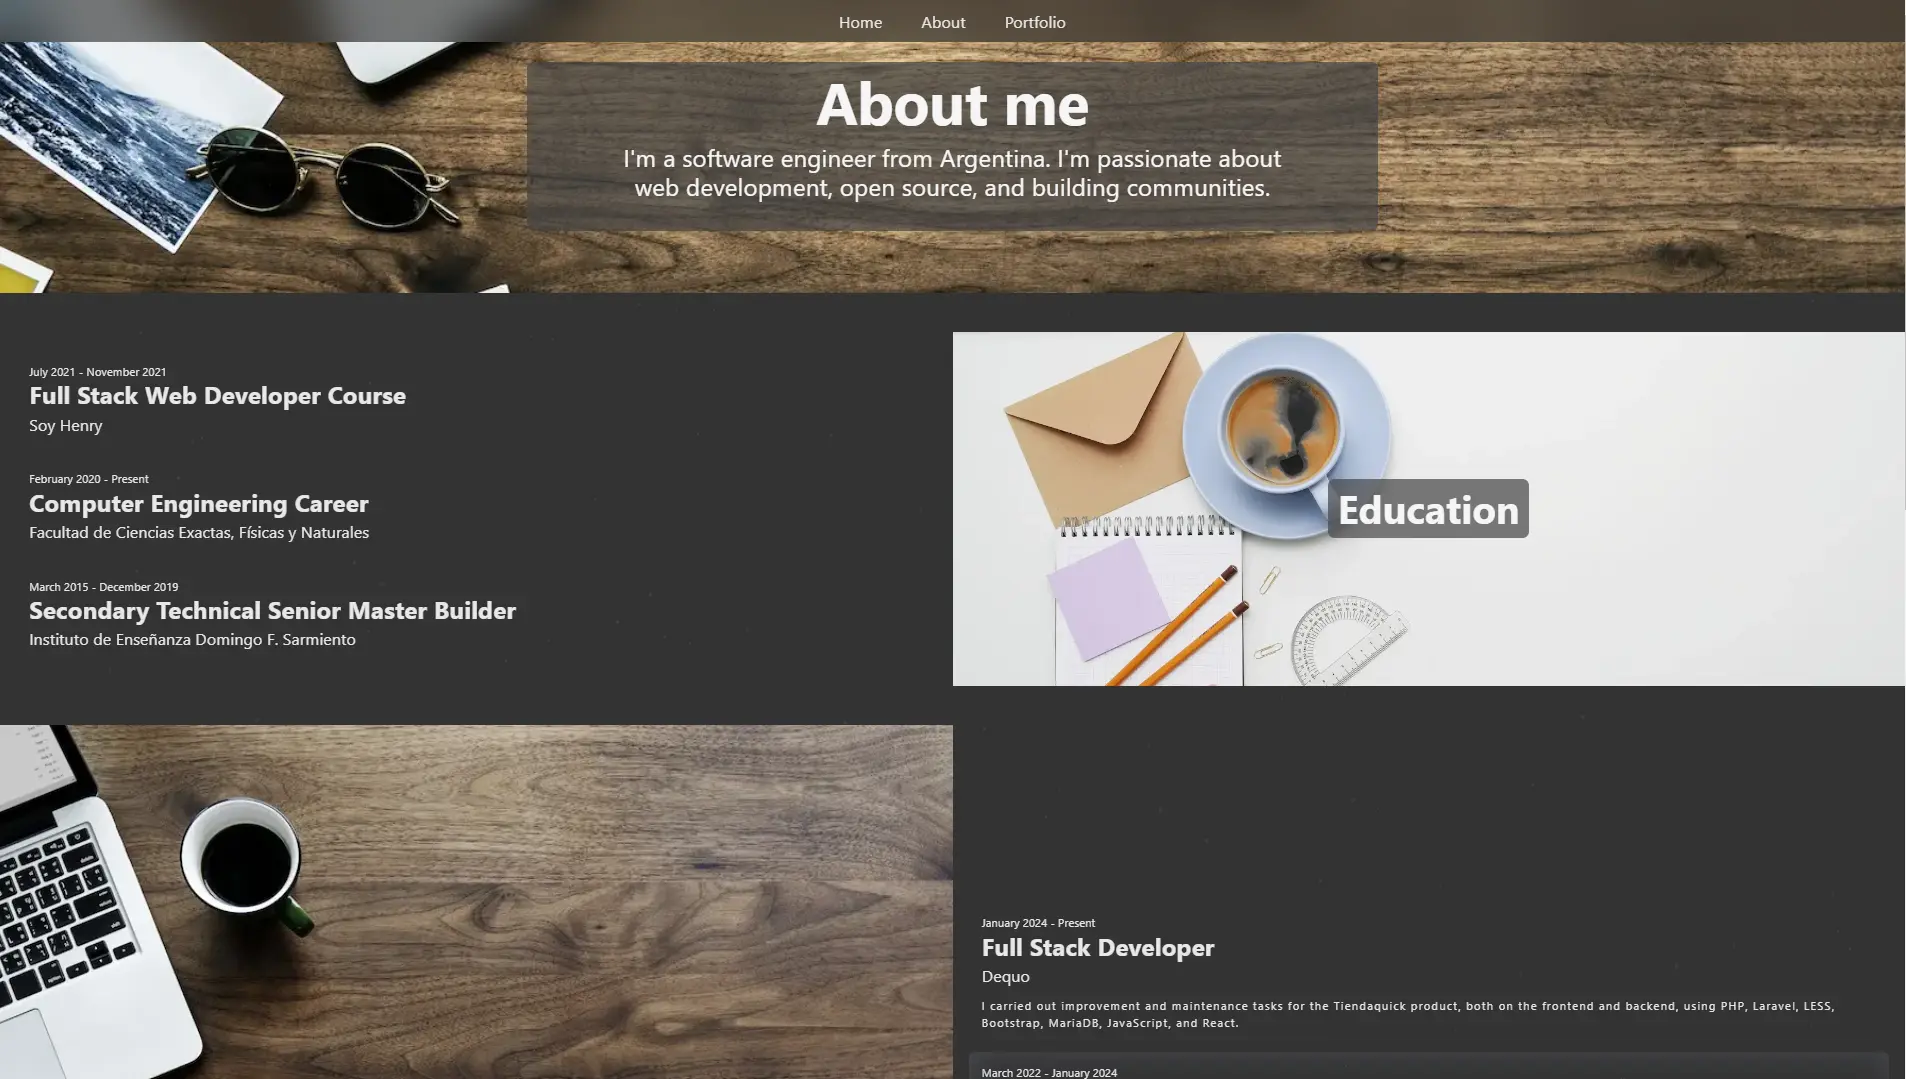 Home About Portfolio
About me
I'm a software engineer from Argentina. I'm passionate about
web development, open source, and building communities.
July 2021 - November 2021
Full Stack Web Developer Course
Soy Henry
February 2020 - Present
Computer Engineering Career
Facultad de Ciencias Exactas, Físicas y Naturales
March 2015 - December 2019
Secondary Technical Senior Master Builder
Instituto de Enseñanza Domingo F. Sarmiento
Education
January 2024 - Present
Full Stack Developer
Dequo
I carried out improvement and maintenance tasks for the Tiendaquick product, both on the frontend and backend, using PHP, Laravel, LESS,
Bootstrap, MariaDB, JavaScript, and React.
March 2022 - January 2024